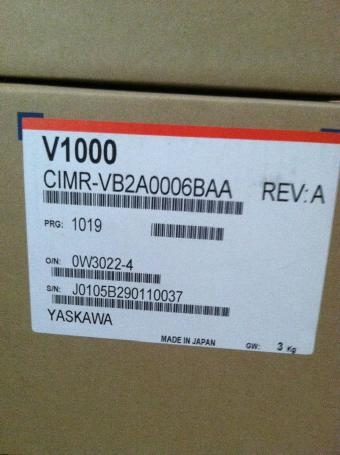 V1000
CIMR-VB2A0006BAA REV:A
PRG: 1019
O/N: 0W3022-4
S/N: J0105B290110037
YASKAWA
MADE IN JAPAN GW: 3 Kg